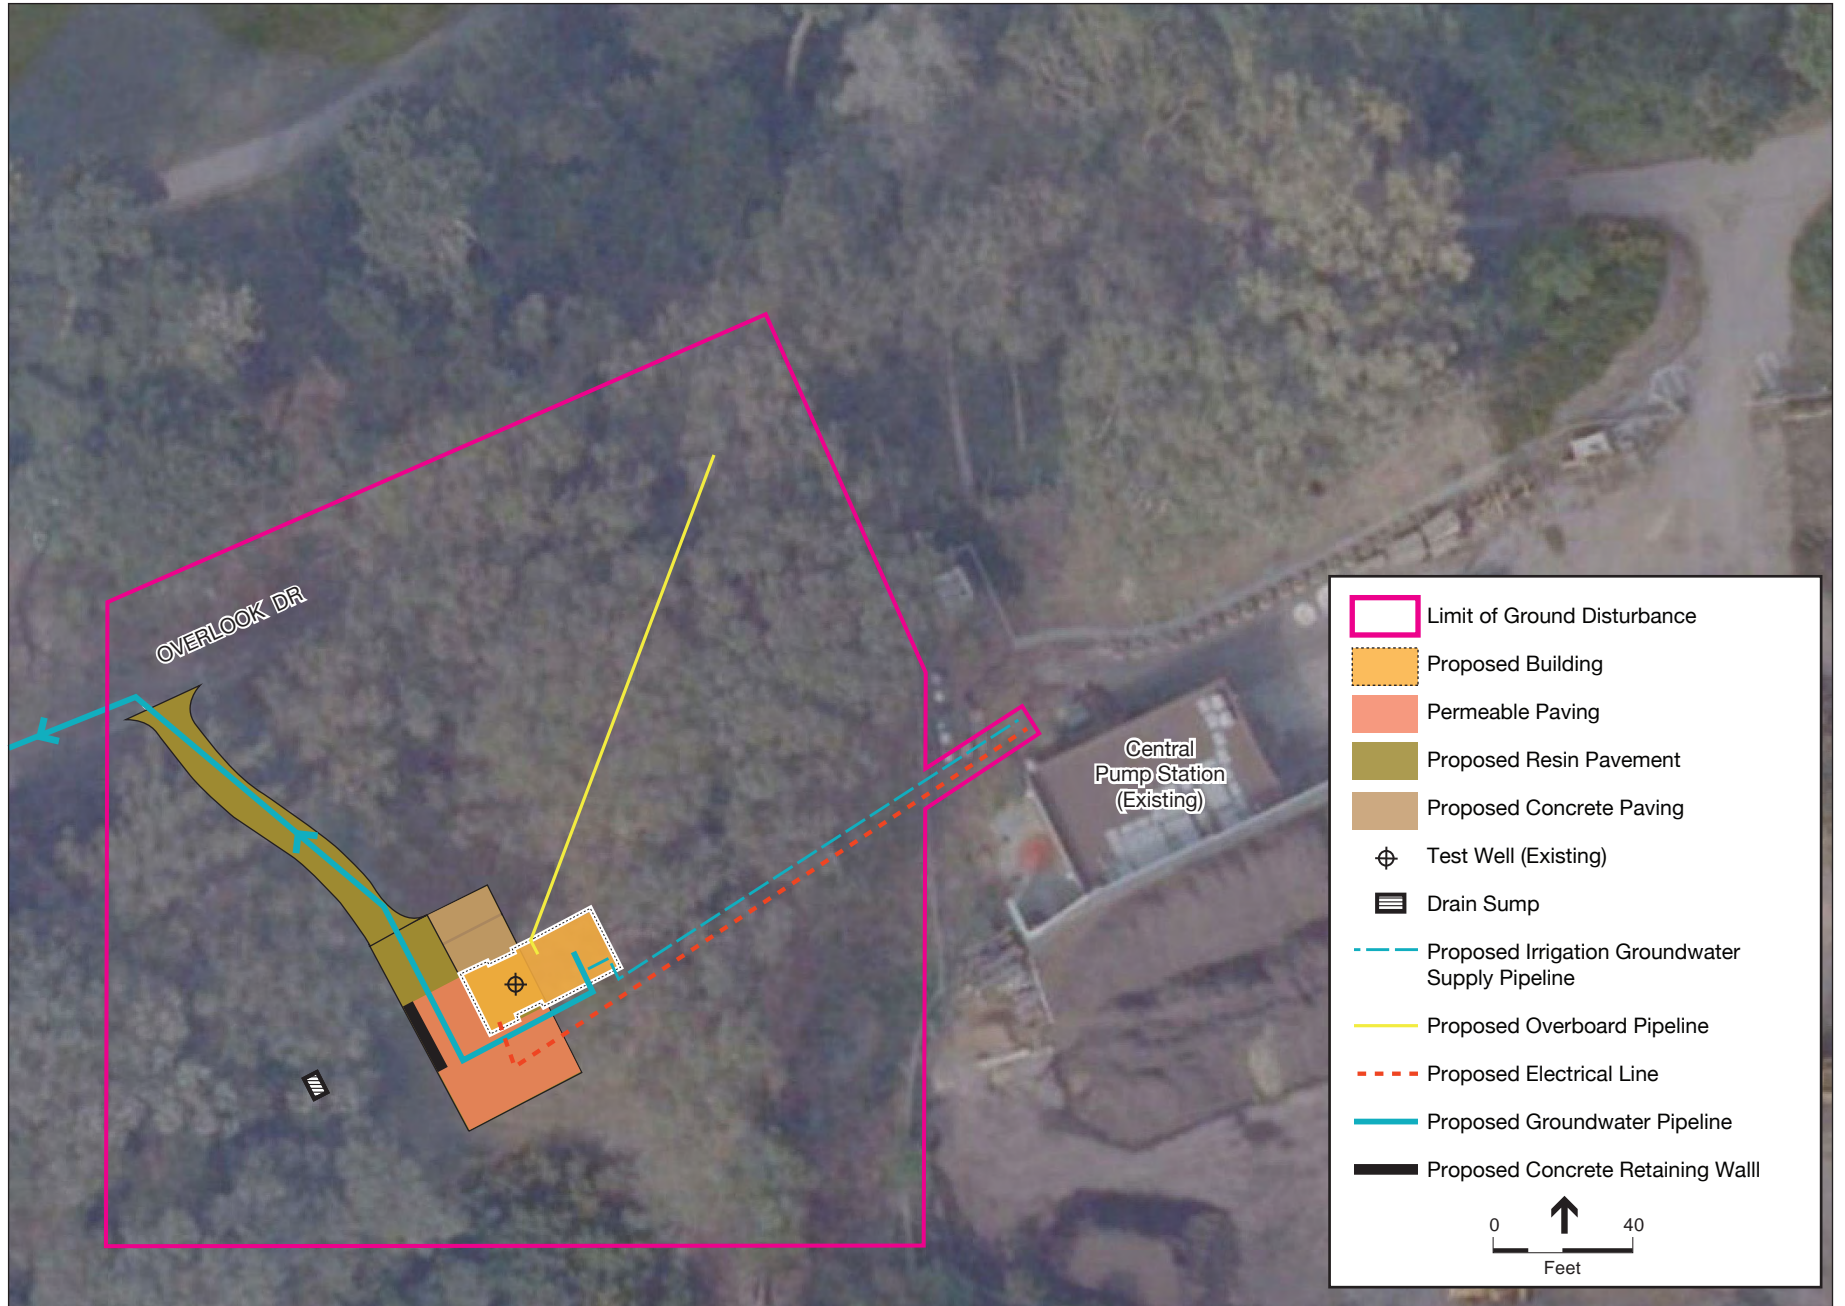 OVERLOOK DR
Central
Pump Station
(Existing)
Limit of Ground Disturbance
Proposed Building
Permeable Paving
Proposed Resin Pavement
Proposed Concrete Paving
Test Well (Existing)
Drain Sump
Proposed Irrigation Groundwater
Supply Pipeline
Proposed Overboard Pipeline
Proposed Electrical Line
Proposed Groundwater Pipeline
Proposed Concrete Retaining Walll
0 40
Feet